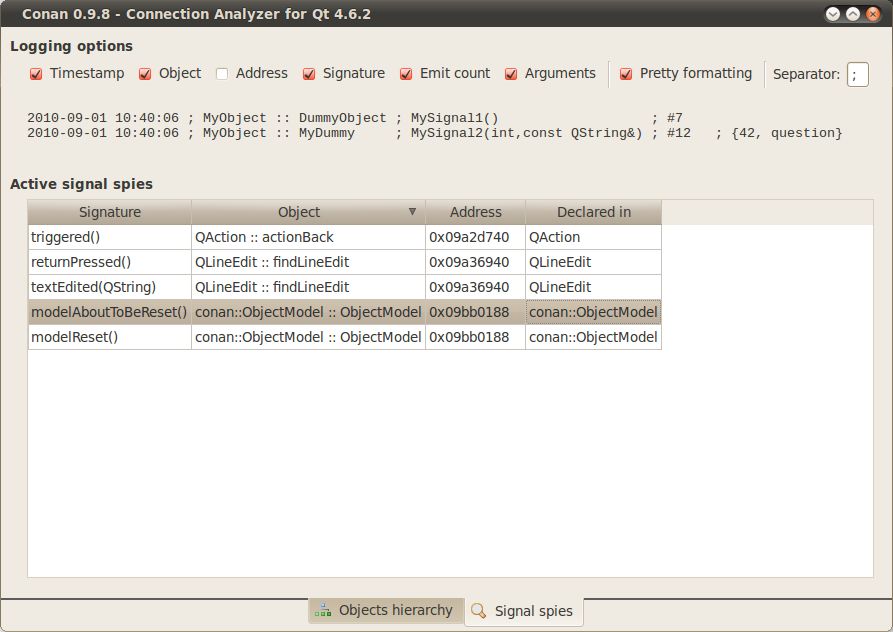 Conan 0.9.8 - Connection Analyzer for Qt 4.6.2
Logging options
Timestamp Object Address Signature Emit count Arguments Pretty formatting Separator: ;
2010-09-01 10:40:06 ; MyObject :: DummyObject ; MySignal1() ; #7
2010-09-01 10:40:06 ; MyObject :: MyDummy ; MySignal2(int,const QString&) ; #12 ; {42, question}
Active signal spies
Signature Object Address Declared in
triggered() QAction :: actionBack 0x09a2d740 QAction
returnPressed() QLineEdit :: findLineEdit 0x09a36940 QLineEdit
textEdited(QString) QLineEdit :: findLineEdit 0x09a36940 QLineEdit
modelAboutToBeReset() conan::ObjectModel :: ObjectModel 0x09bb0188 conan::ObjectModel
modelReset() conan::ObjectModel :: ObjectModel 0x09bb0188 conan::ObjectModel
Objects hierarchy Signal spies